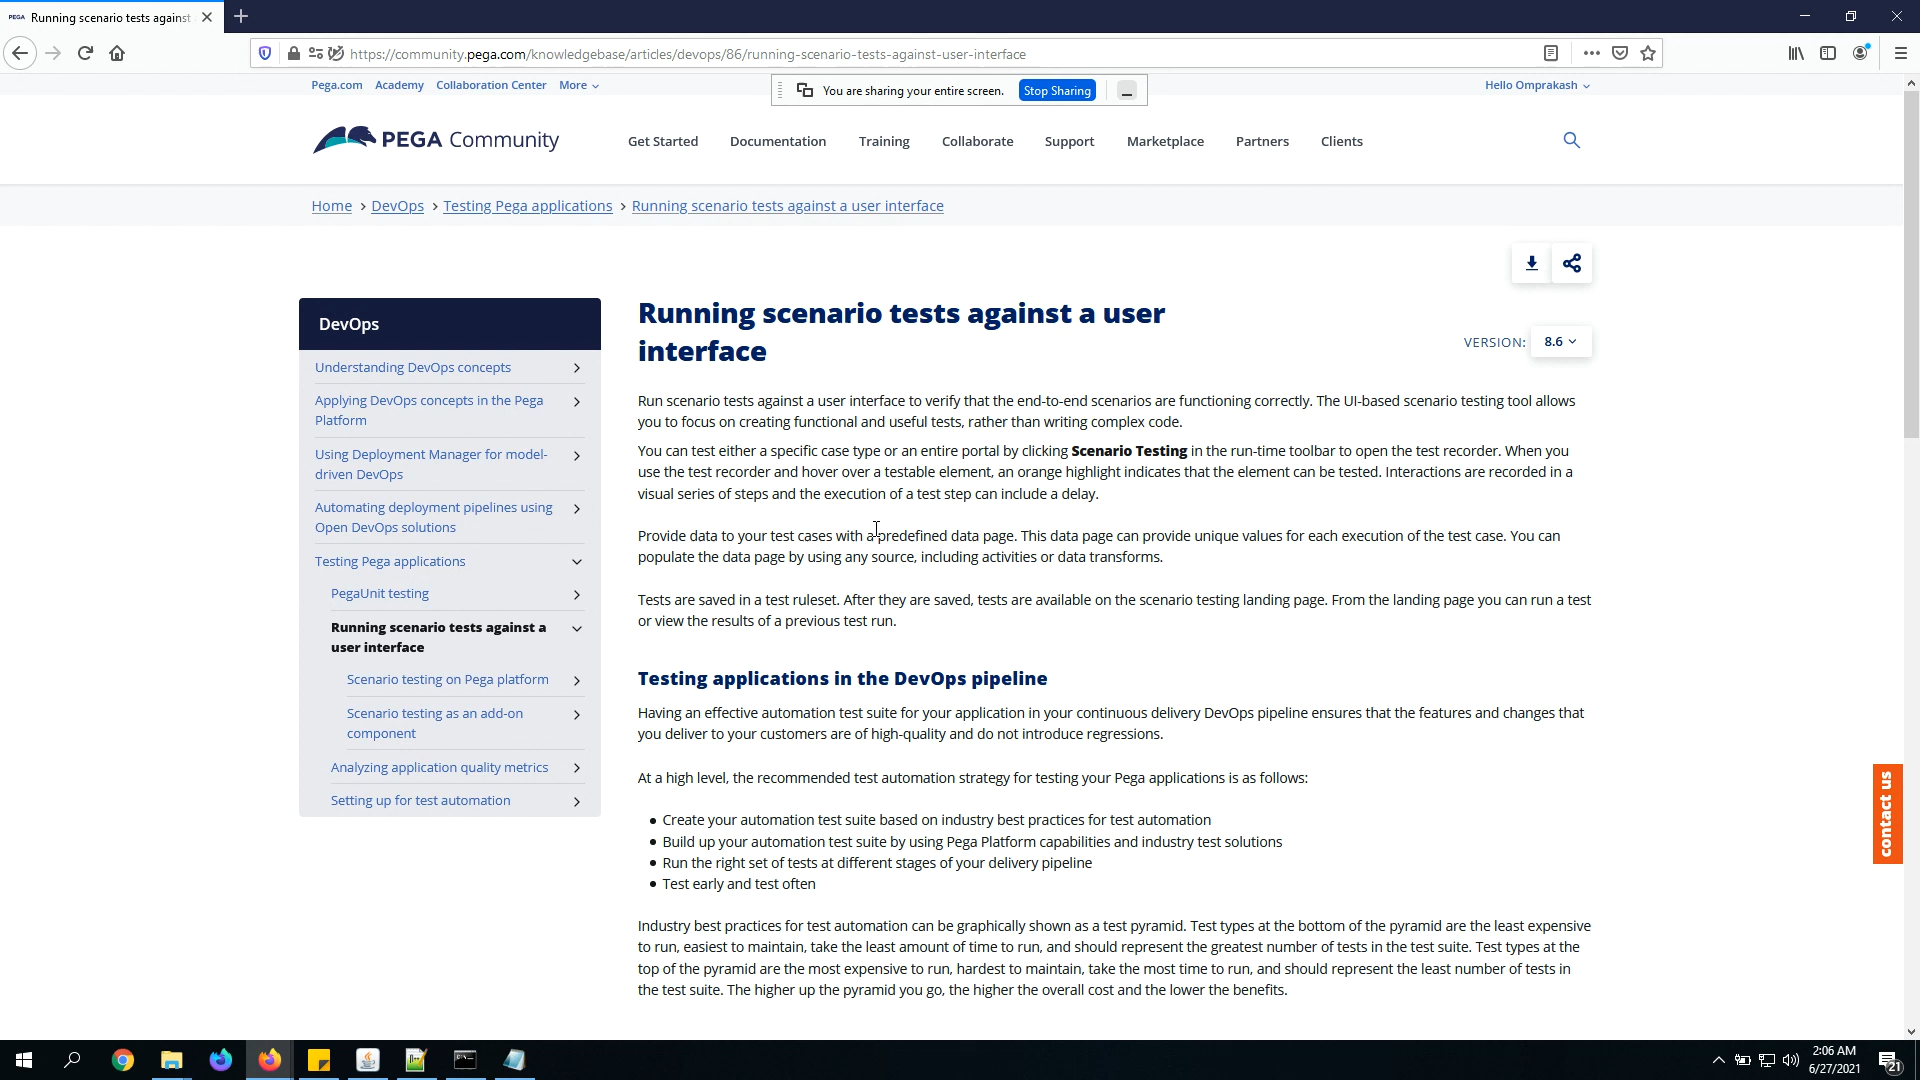 PEGA Running scenario tests against
https://community.pega.com/knowledgebase/articles/devops/86/running-scenario-tests-against-user-interface
Pega.com Academy Collaboration Center More
You are sharing your entire screen. Stop Sharing
Hello Omprakash
PEGA Community
Get Started Documentation Training Collaborate Support Marketplace Partners Clients
Home > DevOps > Testing Pega applications > Running scenario tests against a user interface
DevOps
Understanding DevOps concepts
Applying DevOps concepts in the Pega
Platform
Using Deployment Manager for model-
driven DevOps
Automating deployment pipelines using
Open DevOps solutions
Testing Pega applications
PegaUnit testing
Running scenario tests against a
user interface
Scenario testing on Pega platform
Scenario testing as an add-on
component
Analyzing application quality metrics
Setting up for test automation
Running scenario tests against a user
interface
VERSION: 8.6
Run scenario tests against a user interface to verify that the end-to-end scenarios are functioning correctly. The UI-based scenario testing tool allows
you to focus on creating functional and useful tests, rather than writing complex code.
You can test either a specific case type or an entire portal by clicking Scenario Testing in the run-time toolbar to open the test recorder. When you
use the test recorder and hover over a testable element, an orange highlight indicates that the element can be tested. Interactions are recorded in a
visual series of steps and the execution of a test step can include a delay.
Provide data to your test cases with a predefined data page. This data page can provide unique values for each execution of the test case. You can
populate the data page by using any source, including activities or data transforms.
Tests are saved in a test ruleset. After they are saved, tests are available on the scenario testing landing page. From the landing page you can run a test
or view the results of a previous test run.
Testing applications in the DevOps pipeline
Having an effective automation test suite for your application in your continuous delivery DevOps pipeline ensures that the features and changes that
you deliver to your customers are of high-quality and do not introduce regressions.
At a high level, the recommended test automation strategy for testing your Pega applications is as follows:
• Create your automation test suite based on industry best practices for test automation
• Build up your automation test suite by using Pega Platform capabilities and industry test solutions
• Run the right set of tests at different stages of your delivery pipeline
• Test early and test often
Industry best practices for test automation can be graphically shown as a test pyramid. Test types at the bottom of the pyramid are the least expensive
to run, easiest to maintain, take the least amount of time to run, and should represent the greatest number of tests in the test suite. Test types at the
top of the pyramid are the most expensive to run, hardest to maintain, take the most time to run, and should represent the least number of tests in
the test suite. The higher up the pyramid you go, the higher the overall cost and the lower the benefits.
contact us
2:06 AM
6/27/2021
21